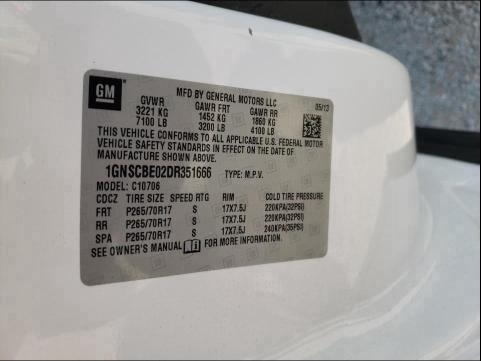 GM
MFD BY GENERAL MOTORS LLC
05/13
GVWR GAWR FRT GAWR RR
3221 KG 1452 KG 1860 KG
7100 LB 3200 LB 4100 LB
THIS VEHICLE CONFORMS TO ALL APPLICABLE U.S. FEDERAL MOTOR
VEHICLE SAFETY STANDARDS IN EFFECT ON THE DATE OF
MANUFACTURE SHOWN ABOVE.
1GNSCBE02DR351666 TYPE: M.P.V.
MODEL: C10706
CDCZ TIRE SIZE SPEED RTG RIM COLD TIRE PRESSURE
FRT P265/70R17 S 17X7.5J 220KPA(32PSI)
RR P265/70R17 S 17X7.5J 220KPA(32PSI)
SPA P265/70R17 S 17X7.5J 240KPA(35PSI)
SEE OWNER'S MANUAL FOR MORE INFORMATION.